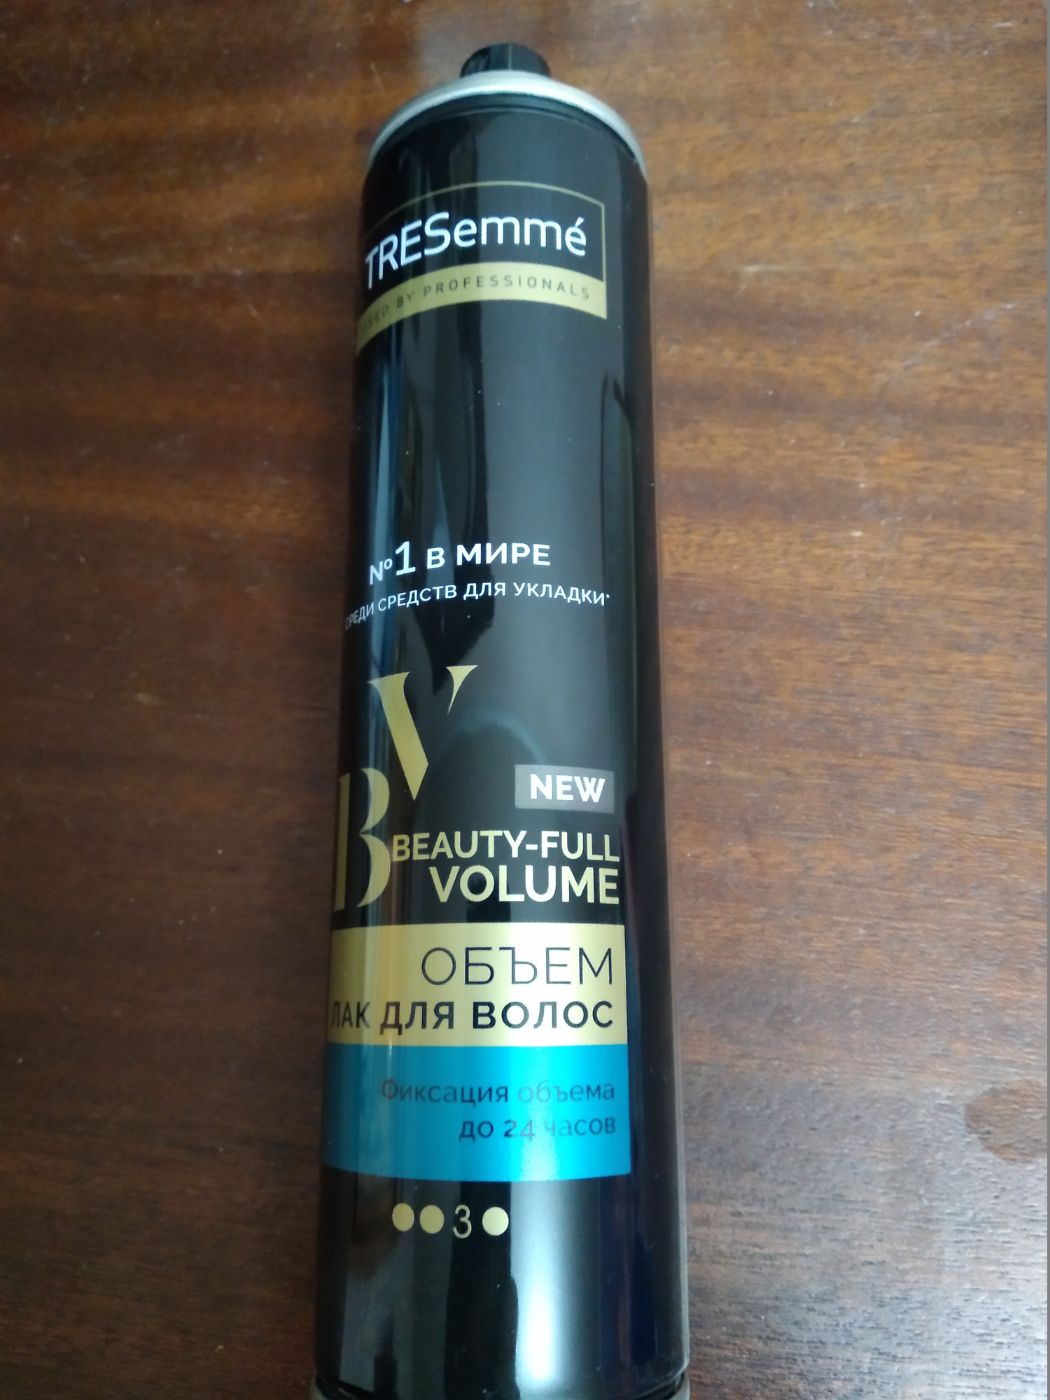 TRESemmé
BY PROFESSIONALS
№1 В МИРЕ
СРЕДИ СРЕДСТВ ДЛЯ УКЛАДКИ*
BV
NEW
BEAUTY-FULL
VOLUME
ОБЪЕМ
ЛАК ДЛЯ ВОЛОС
Фиксация объема
до 24 часов
3